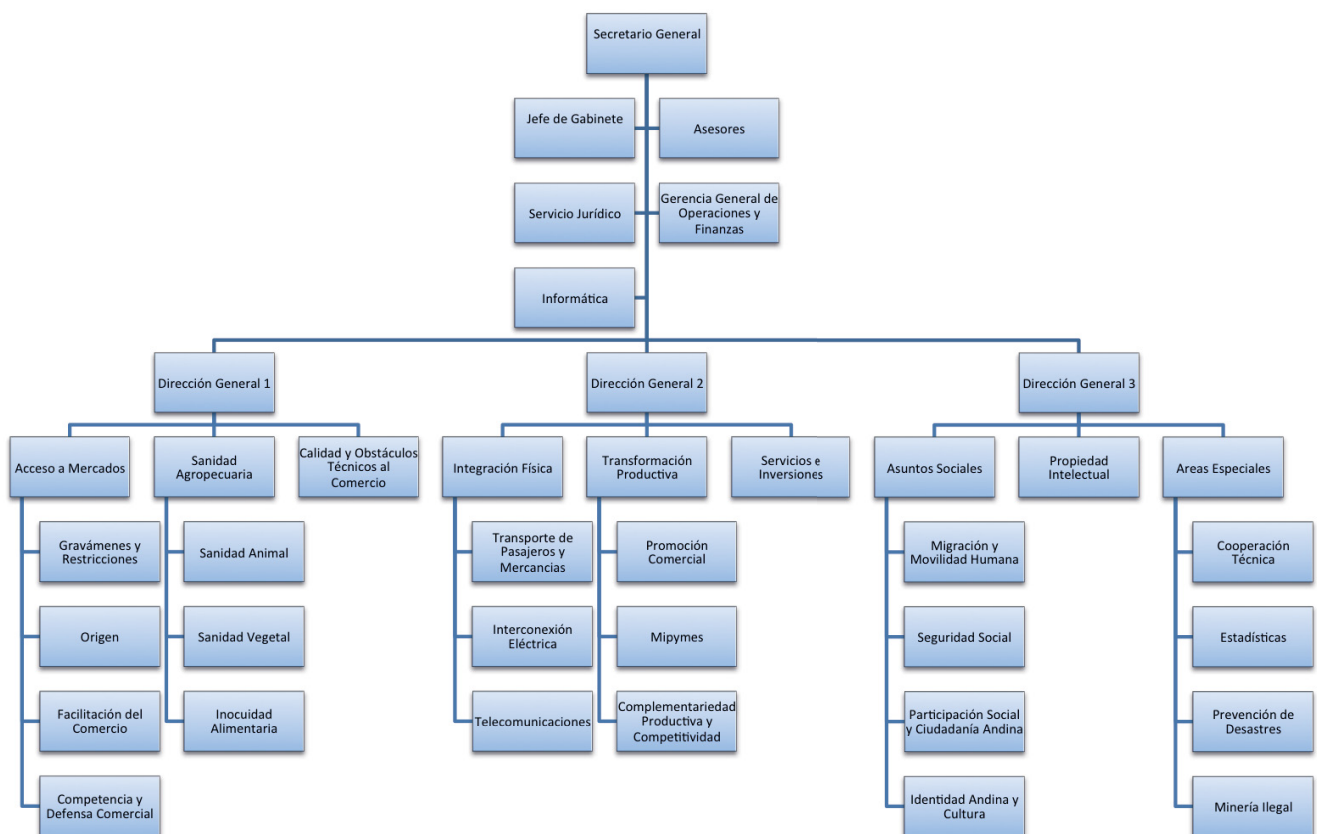 Secretario General
Jefe de Gabinete
Asesores
Servicio Jurídico
Gerencia General de
Operaciones y
Finanzas
Informática
Dirección General 1
Dirección General 2
Dirección General 3
Acceso a Mercados
Sanidad
Agropecuaria
Calidad y Obstáculos
Técnicos al
Comercio
Integración Física
Transformación
Productiva
Servicios e
Inversiones
Asuntos Sociales
Propiedad
Intelectual
Areas Especiales
Gravámenes y
Restricciones
Sanidad Animal
Transporte de
Pasajeros y
Mercancias
Promoción
Comercial
Migración y
Movilidad Humana
Cooperación
Técnica
Origen
Sanidad Vegetal
Interconexión
Eléctrica
Mipymes
Seguridad Social
Estadísticas
Facilitación del
Comercio
Inocuidad
Alimentaria
Telecomunicaciones
Complementariedad
Productiva y
Competitividad
Participación Social
y Ciudadanía Andina
Prevención de
Desastres
Competencia y
Defensa Comercial
Identidad Andina y
Cultura
Minería Ilegal